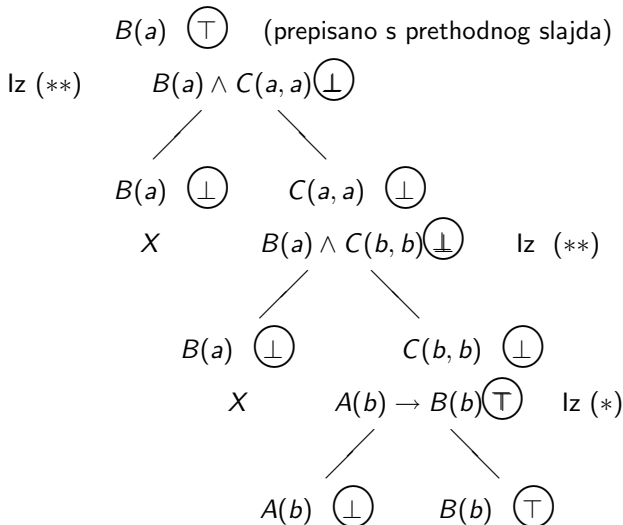 B(a) ⊤ (prepisano s prethodnog slajda)
Iz (∗∗) B(a) ∧ C(a, a) ⊥
B(a) ⊥ C(a, a) ⊥
X B(a) ∧ C(b, b) ⊥ Iz (∗∗)
B(a) ⊥ C(b, b) ⊥
X A(b) → B(b) ⊤ Iz (∗)
A(b) ⊥ B(b) ⊤